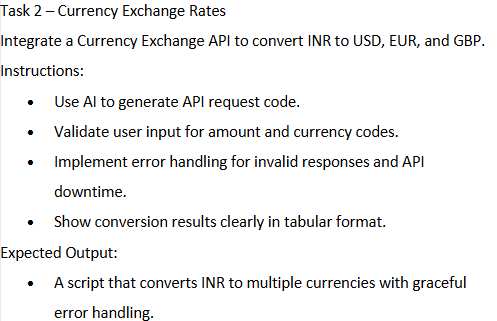 Task 2 – Currency Exchange Rates
Integrate a Currency Exchange API to convert INR to USD, EUR, and GBP.
Instructions:
• Use AI to generate API request code.
• Validate user input for amount and currency codes.
• Implement error handling for invalid responses and API
downtime.
• Show conversion results clearly in tabular format.
Expected Output:
• A script that converts INR to multiple currencies with graceful
error handling.